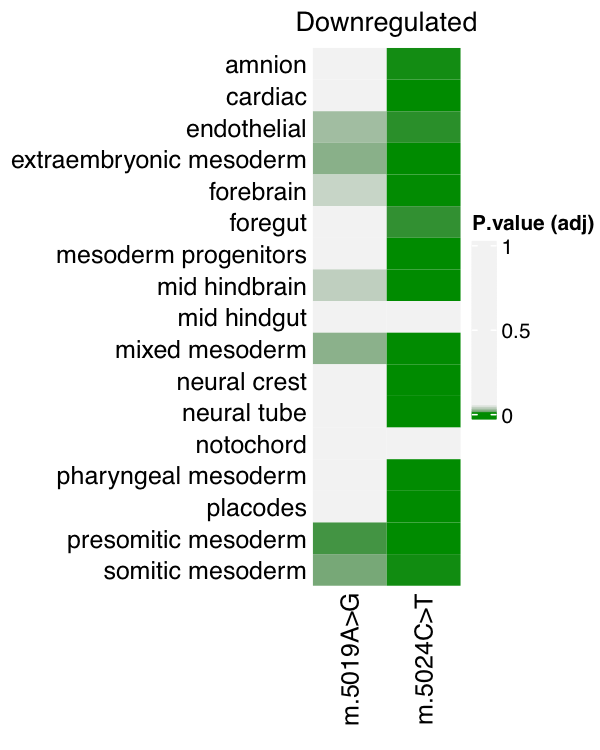 Downregulated
amnion
cardiac
endothelial
extraembryonic mesoderm
forebrain
foregut
mesoderm progenitors
mid hindbrain
mid hindgut
mixed mesoderm
neural crest
neural tube
notochord
pharyngeal mesoderm
placodes
presomitic mesoderm
somitic mesoderm
P.value (adj)
1
0.5
0
m.5019A>G
m.5024C>T